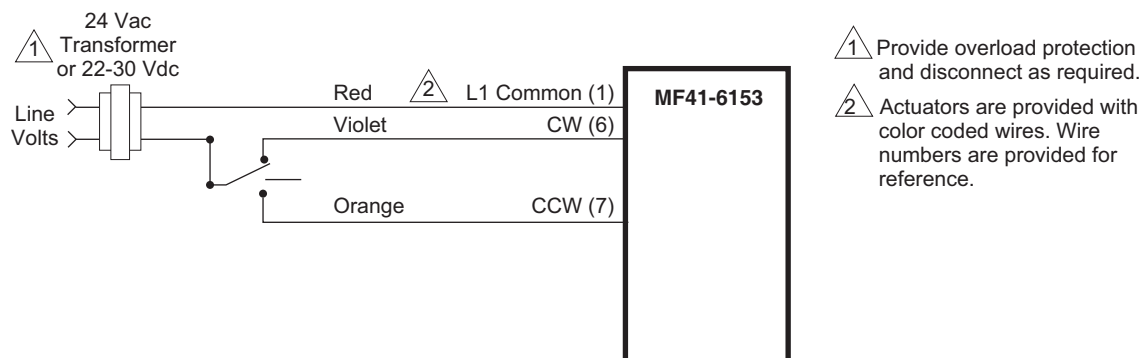 24 Vac
Transformer
or 22-30 Vdc
1
Line
Volts
Red
2
L1 Common (1)
Violet
CW (6)
Orange
CCW (7)
MF41-6153
1 Provide overload protection
and disconnect as required.
2 Actuators are provided with
color coded wires. Wire
numbers are provided for
reference.